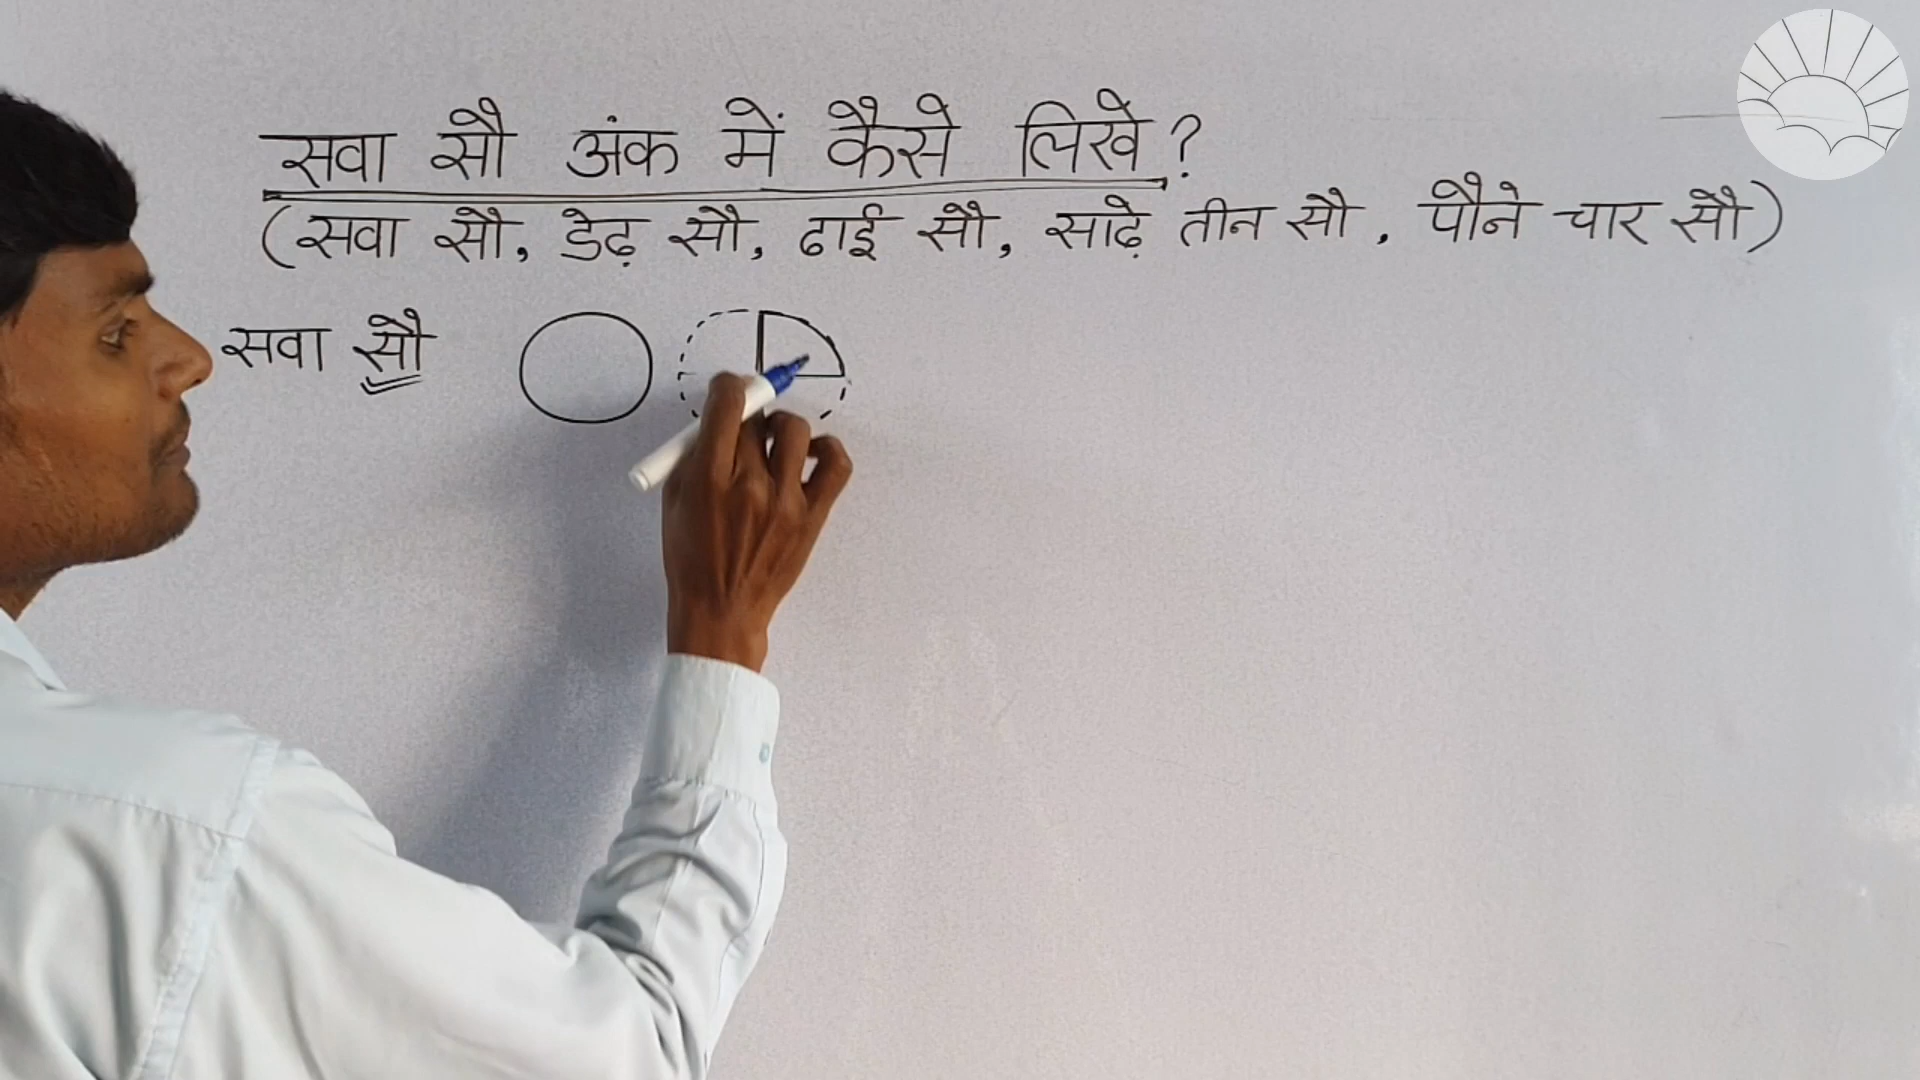 सवा सौ अंक में कैसे लिखे?
(सवा सौ, डेढ़ सौ, ढाई सौ, साढ़े तीन सौ, पौने चार सौ)
सवा सौ